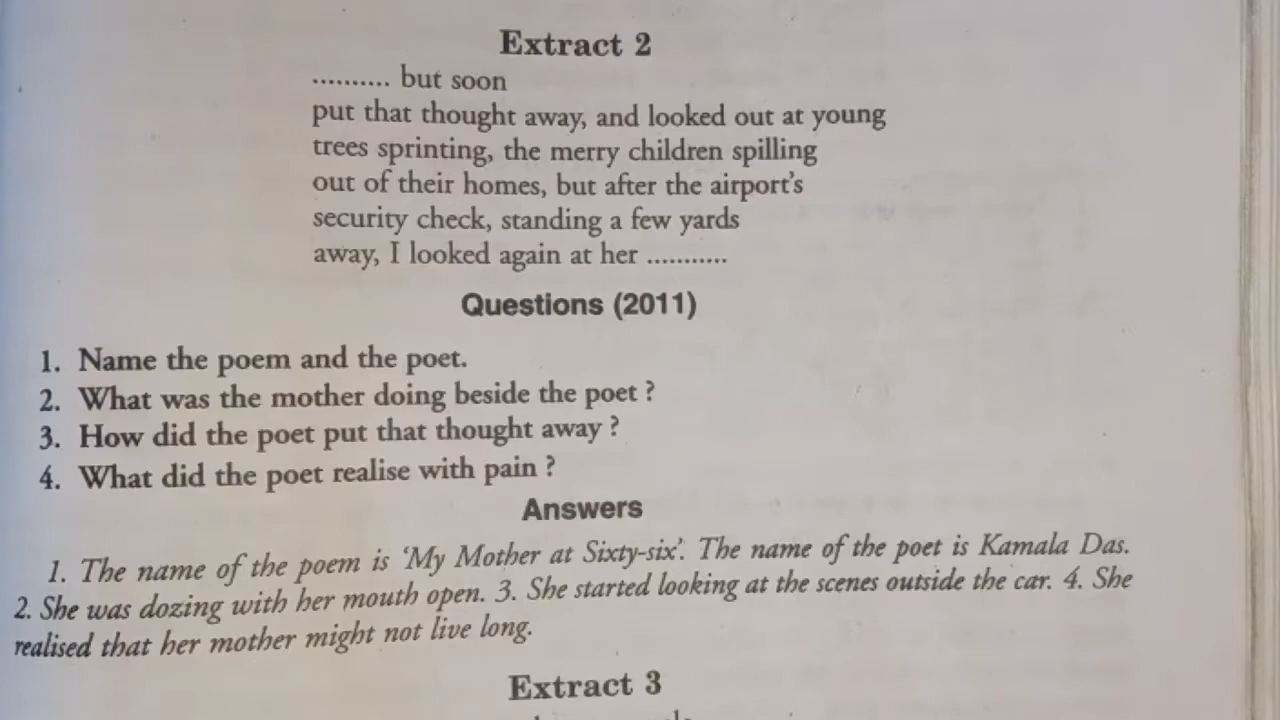 Extract 2
.......... but soon
put that thought away, and looked out at young
trees sprinting, the merry children spilling
out of their homes, but after the airport's
security check, standing a few yards
away, I looked again at her ...........
Questions (2011)
1. Name the poem and the poet.
2. What was the mother doing beside the poet ?
3. How did the poet put that thought away ?
4. What did the poet realise with pain ?
Answers
1. The name of the poem is 'My Mother at Sixty-six'. The name of the poet is Kamala Das.
2. She was dozing with her mouth open. 3. She started looking at the scenes outside the car. 4. She
realised that her mother might not live long.
Extract 3